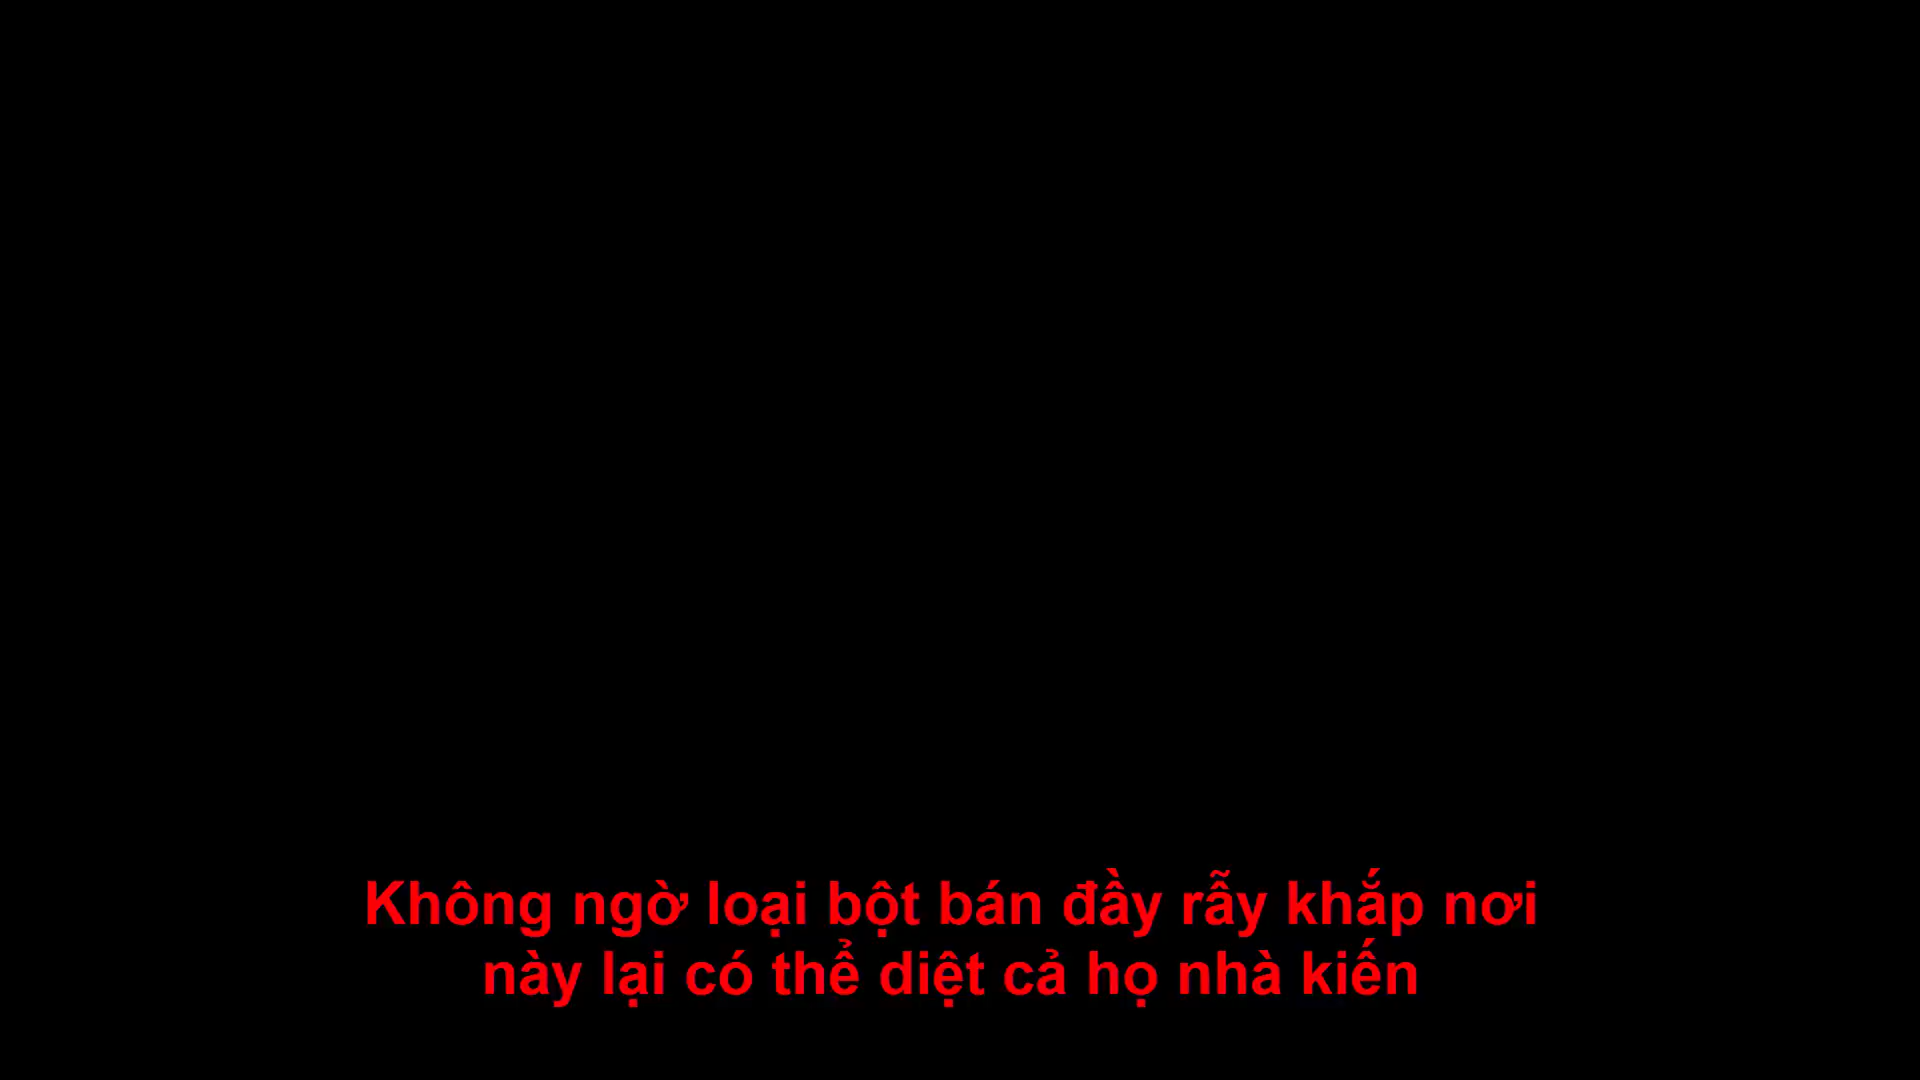 Không ngờ loại bột bán đầy rẫy khắp nơi
này lại có thể diệt cả họ nhà kiến